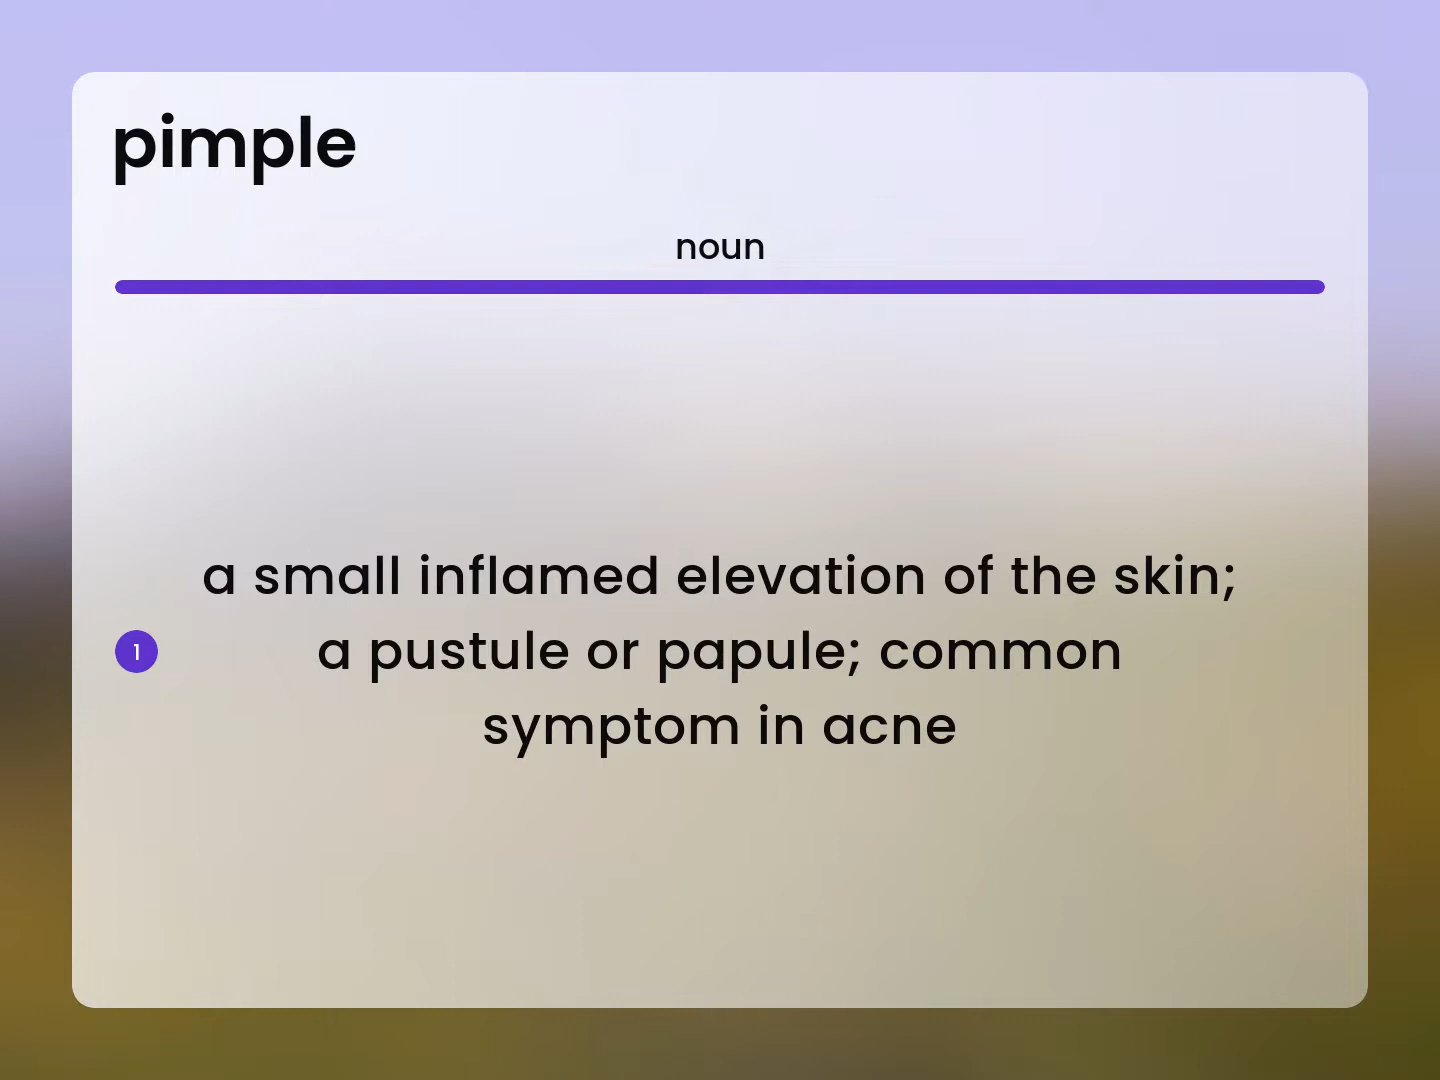 pimple
noun
a small inflamed elevation of the skin;
1 a pustule or papule; common
symptom in acne